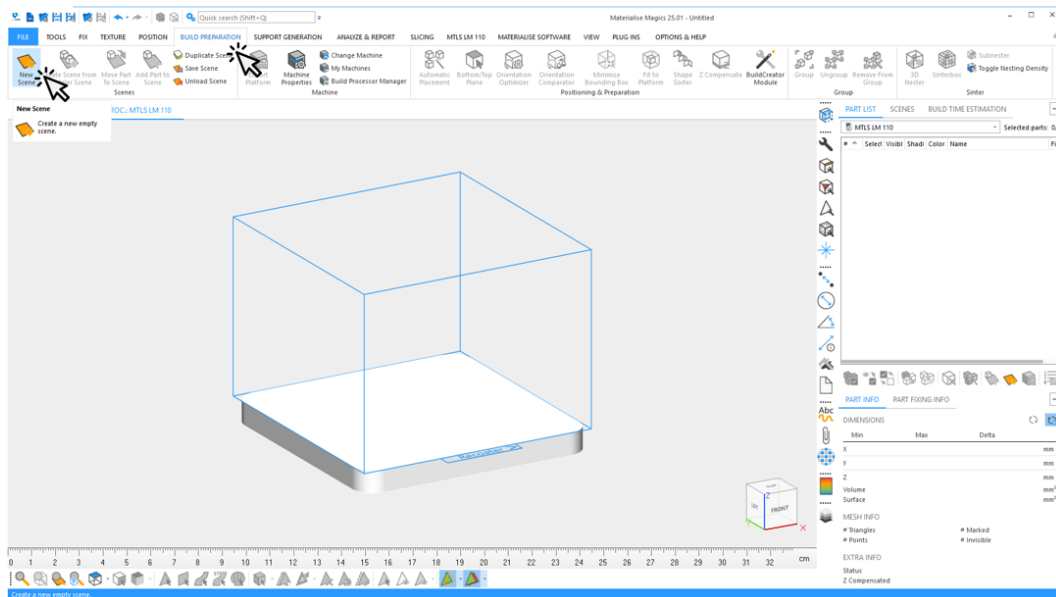 Quick search (Shift+Q)
Materialise Magics 25.01 - Untitled
FILE TOOLS FIX TEXTURE POSITION BUILD PREPARATION SUPPORT GENERATION ANALYZE & REPORT SLICING MTLS LM 110 MATERIALISE SOFTWARE VIEW PLUG INS OPTIONS & HELP
New Scene
Scene from
Scene
Move Part To Scene
Add Part to Scene
Duplicate
Save Scene
Unload Scene
Scenes
Platform
Machine Properties
Change Machine
My Machines
Build Processor Manager
Machine
Automatic Placement
Bottom/Top Plane
Orientation Optimizer
Orientation Comparator
Minimize Bounding Box
Fit to Platform
Shape Sorter
Z Compensate
BuildCreator Module
Positioning & Preparation
Group
Ungroup
Remove From Group
Group
3D Nester
Sinterbox
Subnester
Toggle Nesting Density
Sinter
New Scene
Create a new empty
scene.
ROC.: MTLS LM 110
PART LIST SCENES BUILD TIME ESTIMATION
MTLS LM 110
Selected parts: 0
# Select Visibl Shadi Color Name
Recoater
FRONT
Z
X
Abc
PART INFO PART FIXING INFO
DIMENSIONS
Min Max Delta
X mm
Y mm
Z mm
Volume mm³
Surface mm²
MESH INFO
# Triangles # Marked
# Points # Invisible
EXTRA INFO
Status
Z Compensated
0 1 2 3 4 5 6 7 8 9 10 11 12 13 14 15 16 17 18 19 20 21 22 23 24 25 26 27 28 29 30 31 32 cm
Create a new empty scene.